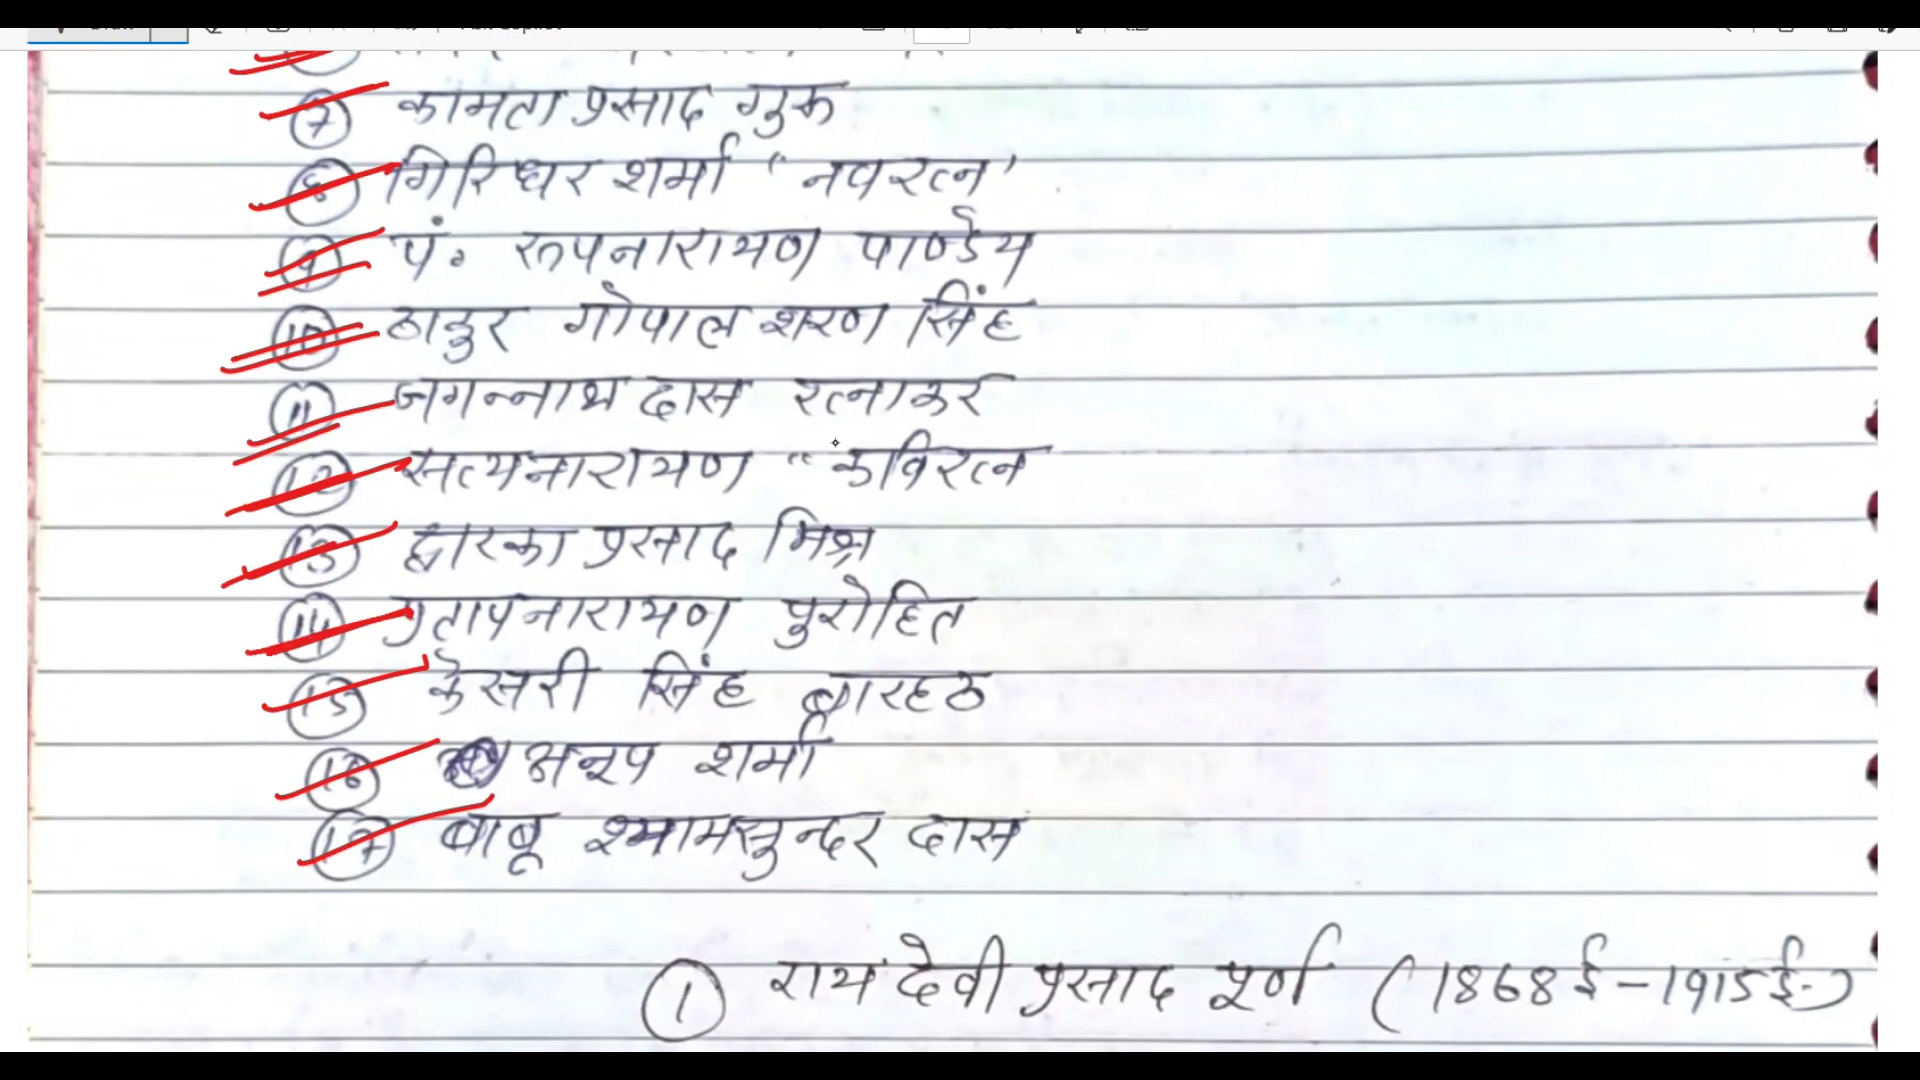 7 कामता प्रसाद गुरू
8 गिरिधर शर्मा "नवरत्न'
9 पं. रूपनारायण पाण्डेय
10 ठाकुर गोपाल शरण सिंह
11 जगन्नाथ दास रत्नाकर
12 सत्यनारायण "कविरत्न
13 द्वारका प्रसाद मिश्र
14 प्रतापनारायण पुरोहित
15 केसरी सिंह बारहठ
16 अनूप शर्मा
17 बाबू श्यामसुन्दर दास
1 राय देवी प्रसाद पूर्ण (1868ई-1915ई.)